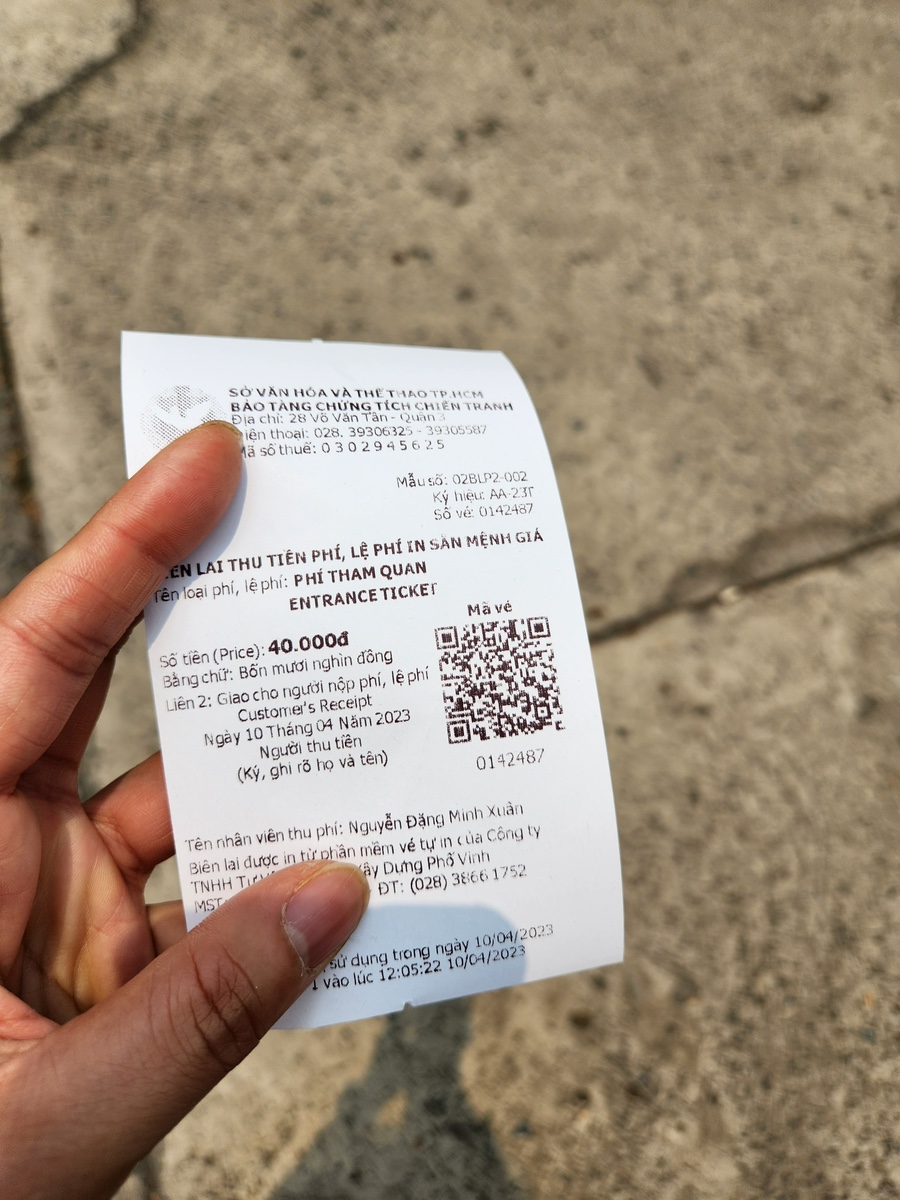 SỞ VĂN HÓA VÀ THỂ THAO TP.HCM
BẢO TÀNG CHỨNG TÍCH CHIẾN TRANH
Địa chỉ: 28 Võ Văn Tần - Quận 3
iện thoại: 028. 39306325 - 39305587
Mã số thuế: 0 3 0 2 9 4 5 6 2 5
Mẫu số: 02BLP2-002
Ký hiệu: AA-23T
Số vé: 0142487
LAI THU TIỀN PHÍ, LỆ PHÍ IN SẴN MỆNH GIÁ
Tên loại phí, lệ phí: PHÍ THAM QUAN
ENTRANCE TICKET
Mã vé
Số tiền (Price): 40.000đ
Bằng chữ: Bốn mươi nghìn đồng
Liên 2: Giao cho người nộp phí, lệ phí
Customer's Receipt
Ngày 10 Tháng 04 Năm 2023
Người thu tiền
(Ký, ghi rõ họ và tên)
0142487
Tên nhân viên thu phí: Nguyễn Đặng Minh Xuân
Biên lai được in từ phần mềm vé tự in của Công ty
TNHH Tư Xây Dựng Phố Vinh
MST: ĐT: (028) 3866 1752
sử dụng trong ngày 10/04/2023
vào lúc 12:05:22 10/04/2023